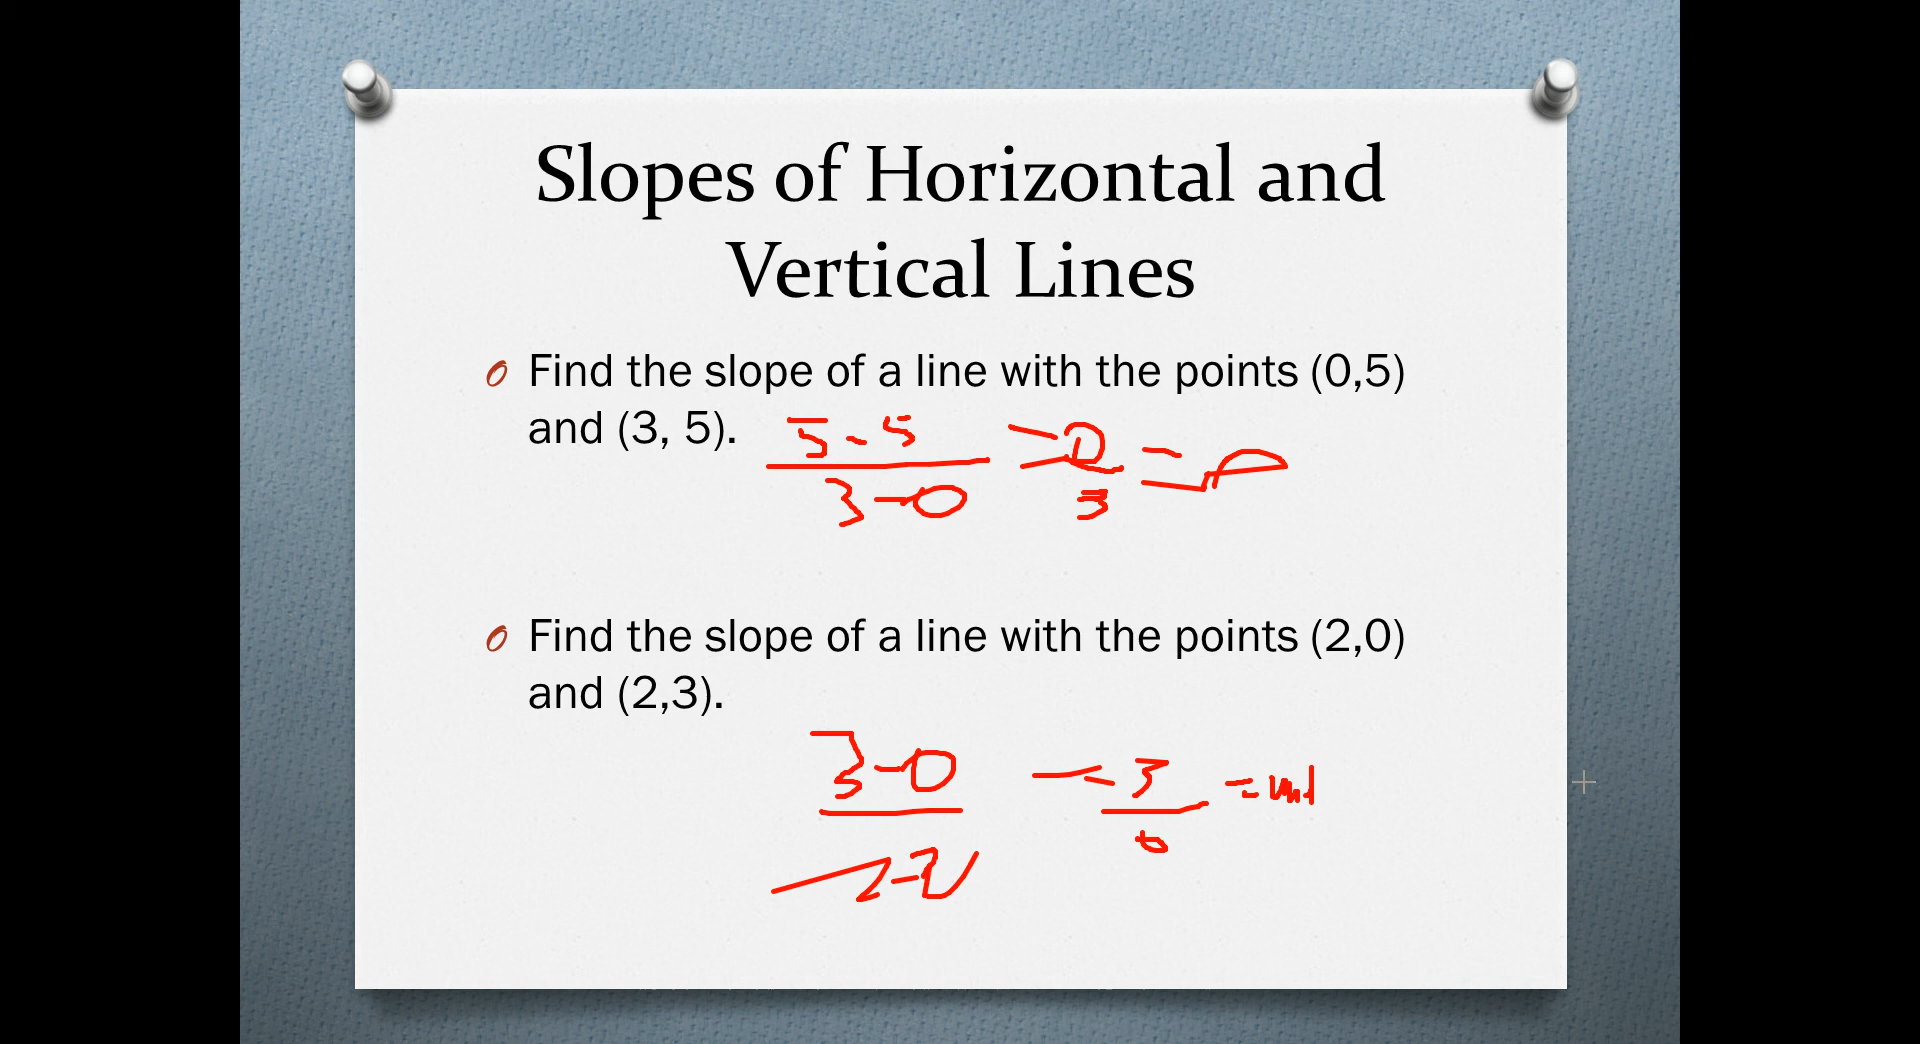 Slopes of Horizontal and
Vertical Lines
Find the slope of a line with the points (0,5)
and (3, 5).
5 - 5
3 - 0
= 0
3
=
Find the slope of a line with the points (2,0)
and (2,3).
3 - 0
2 - 2
= 3
0
=